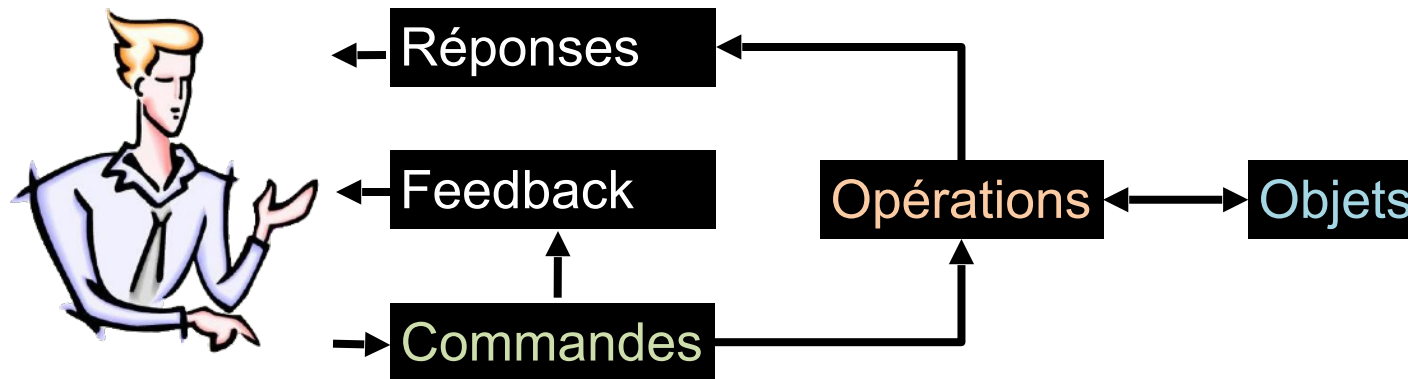 Réponses
Feedback
Opérations
Objets
Commandes